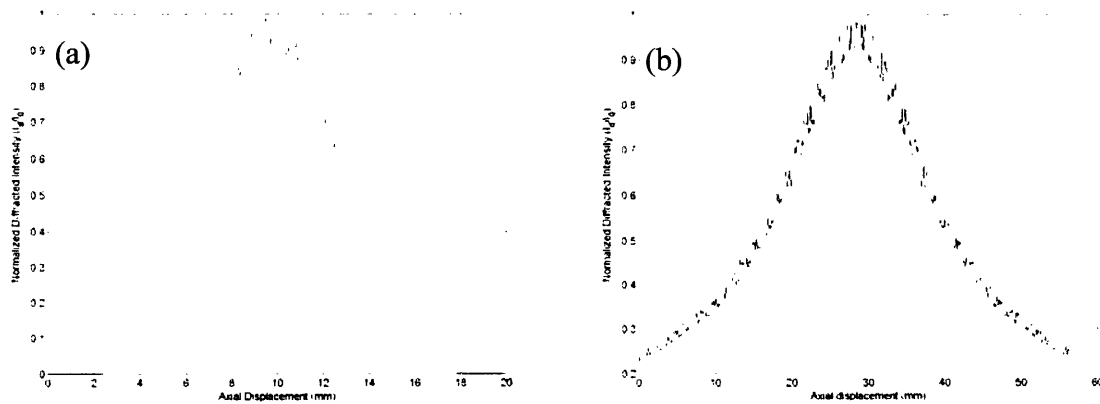 (a)
Normalized Diffracted Intensity (I_d/I_0)
1
0.9
0.8
0.7
0.6
0.5
0.4
0.3
0.2
0.1
0
0 2 4 6 8 10 12 14 16 18 20
Axial Displacement (mm)
(b)
Normalized Diffracted Intensity (I_d/I_0)
1
0.9
0.8
0.7
0.6
0.5
0.4
0.3
0.2
0 10 20 30 40 50 60
Axial displacement (mm)